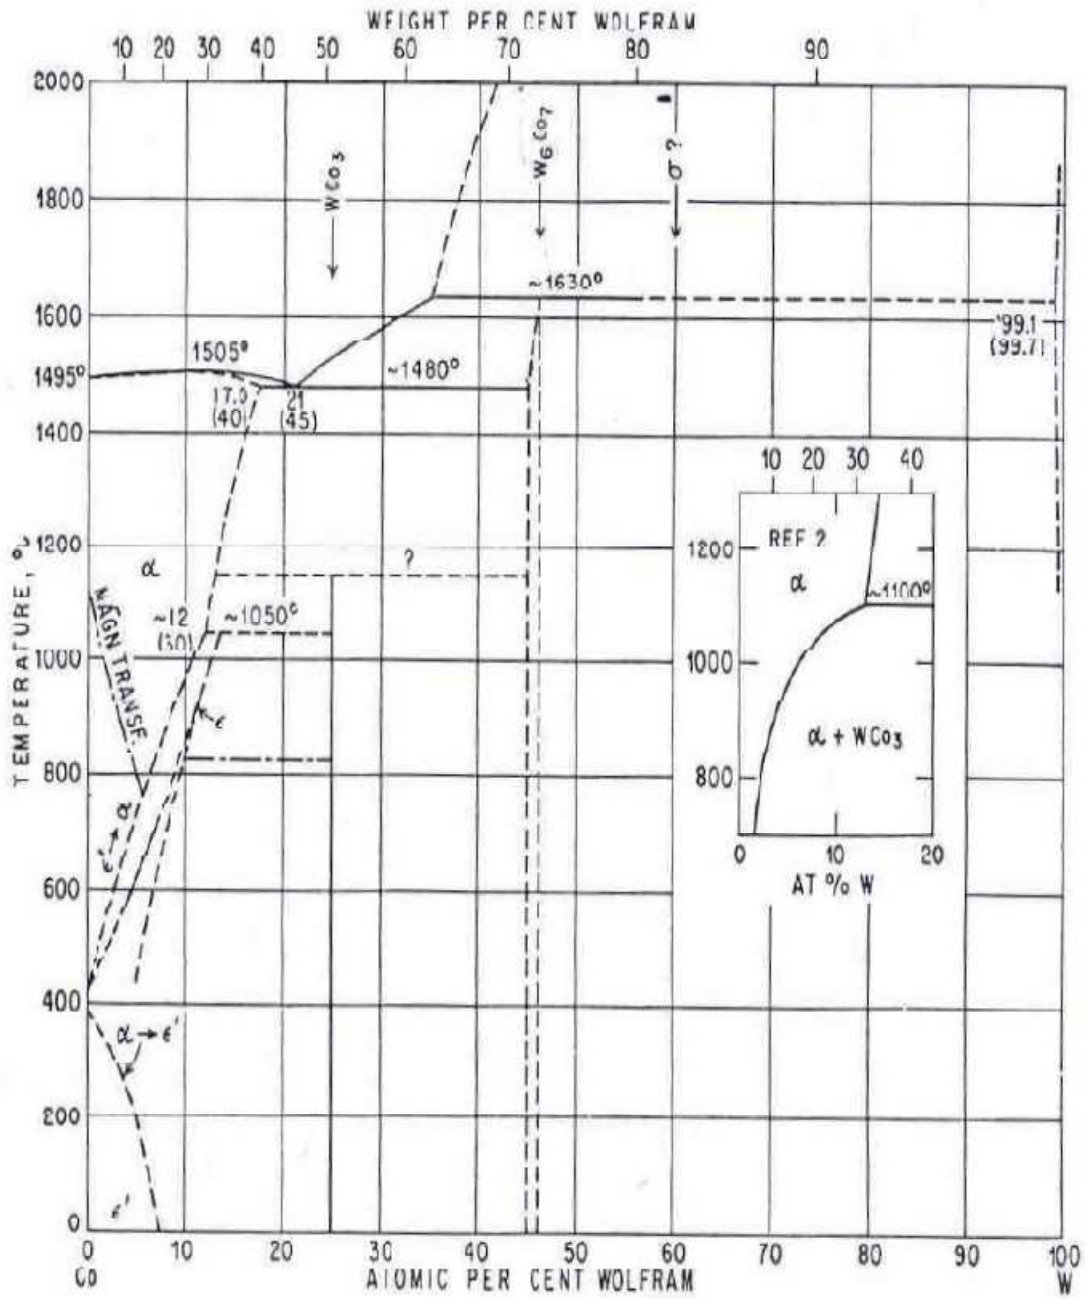 WEIGHT PER CENT WOLFRAM
10 20 30 40 50 60 70 80 90
2000
1800
1600
1495°
1400
1200
1000
800
600
400
200
0
TEMPERATURE, °
WCO3
W6CO7
σ ?
~1630°
1505°
~1480°
17.0
(40)
21
(45)
99.1
(99.7)
α
?
~12
(30)
~1050°
MAGN TRANSF.
ϵ
ϵ' → α
α → ϵ'
ϵ'
10 20 30 40
REF 2
α
~1100°
α + WCO3
1200
1000
800
0 10 20
AT % W
0 10 20 30 40 50 60 70 80 90 100
CO ATOMIC PER CENT WOLFRAM W